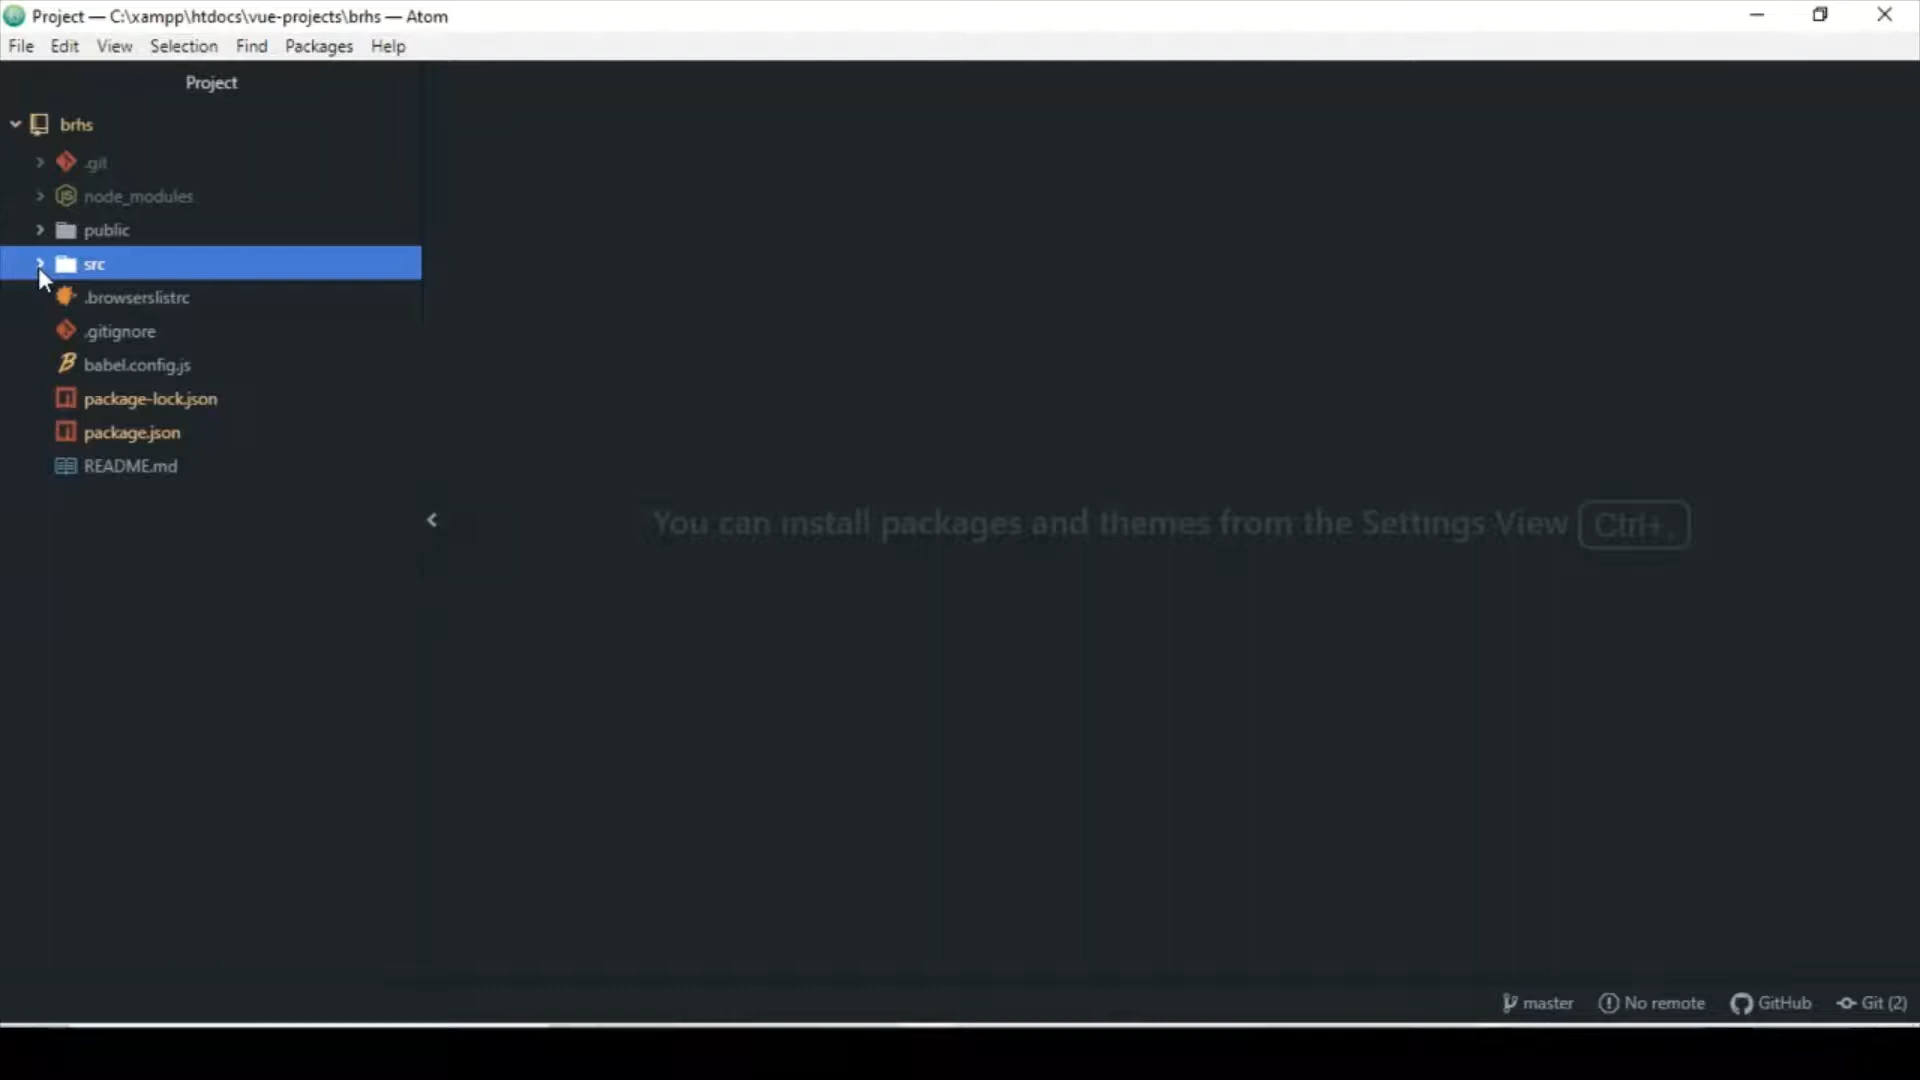 Project — C:\xampp\htdocs\vue-projects\brhs — Atom
File Edit View Selection Find Packages Help
Project
brhs
.git
node_modules
public
src
.browserslistrc
.gitignore
babel.config.js
package-lock.json
package.json
README.md
You can install packages and themes from the Settings View Ctrl+,
master No remote GitHub Git (2)